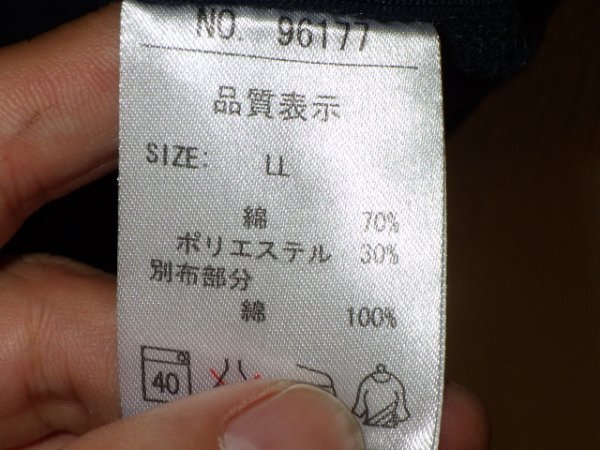 NO. 96177
品質表示
SIZE: LL
綿 70%
ポリエステル 30%
別布部分
綿 100%
40